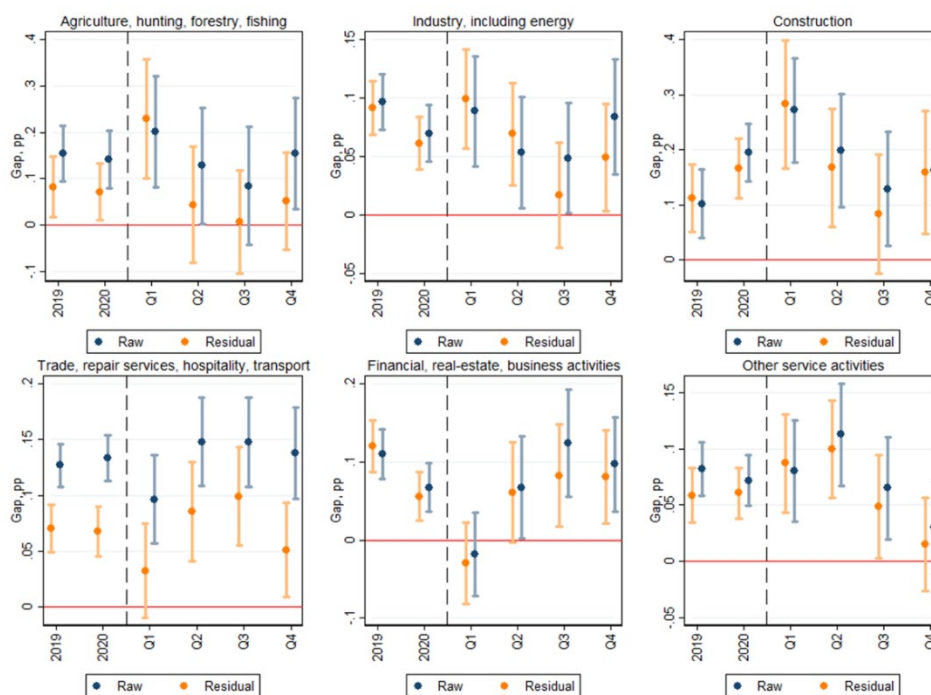 Agriculture, hunting, forestry, fishing
Gap, pp
.4
.3
.2
.1
0
-.1
2019
2020
Q1
Q2
Q3
Q4
Raw
Residual
Industry, including energy
Gap, pp
.15
.1
.05
0
-.05
2019
2020
Q1
Q2
Q3
Q4
Raw
Residual
Construction
Gap, pp
.4
.3
.2
.1
0
2019
2020
Q1
Q2
Q3
Q4
Raw
Residual
Trade, repair services, hospitality, transport
Gap, pp
.2
.15
.1
.05
0
2019
2020
Q1
Q2
Q3
Q4
Raw
Residual
Financial, real-estate, business activities
Gap, pp
.2
.1
0
-.1
2019
2020
Q1
Q2
Q3
Q4
Raw
Residual
Other service activities
Gap, pp
.15
.1
.05
0
-.05
2019
2020
Q1
Q2
Q3
Q4
Raw
Residual